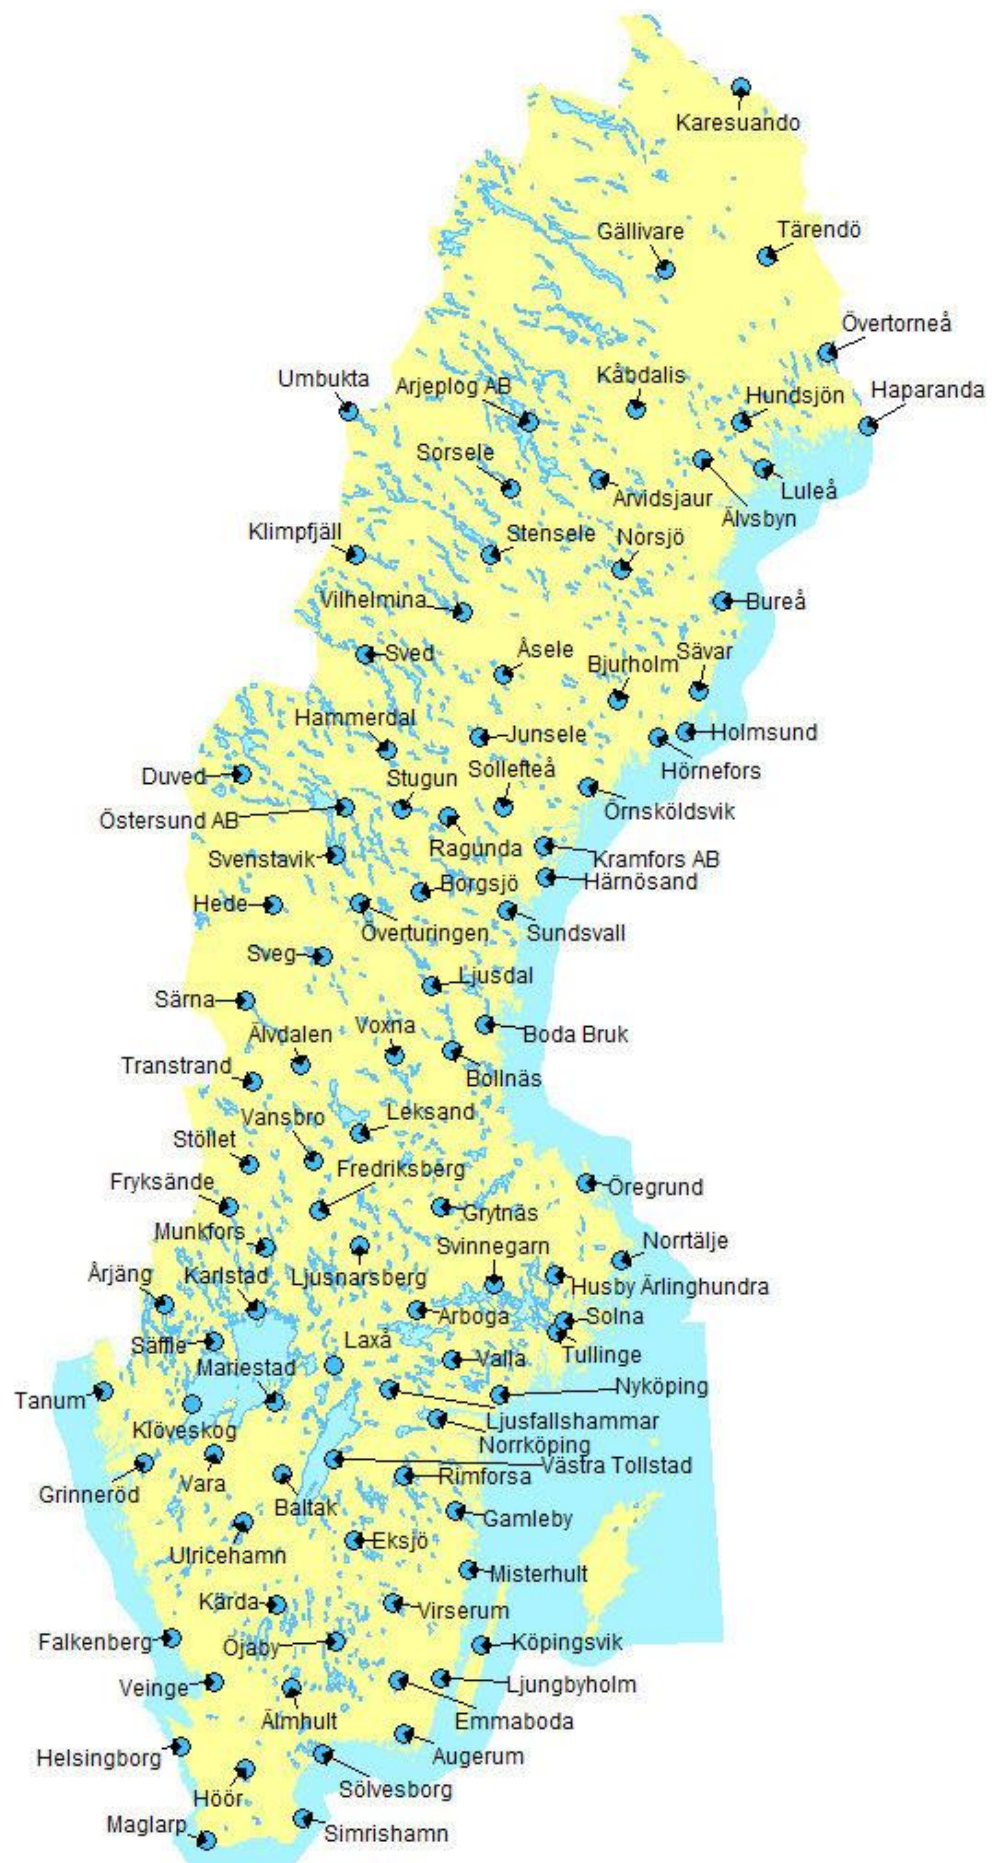 Karesuando
Gällivare
Tärendö
Övertorneå
Umbukta
Arjeplog AB
Kåbdalis
Hundsjön
Haparanda
Sorsele
Arvidsjaur
Luleå
Älvsbyn
Klimpfjäll
Stensele
Norsjö
Vilhelmina
Bureå
Sved
Åsele
Bjurholm
Sävar
Hammerdal
Junsele
Holmsund
Hörnefors
Duved
Stugun
Sollefteå
Örnsköldsvik
Östersund AB
Ragunda
Kramfors AB
Svenstavik
Borgsjö
Härnösand
Hede
Överturingen
Sundsvall
Sveg
Ljusdal
Särna
Älvdalen
Voxna
Boda Bruk
Transtrand
Bollnäs
Vansbro
Leksand
Stöllet
Fredriksberg
Fryksände
Öregrund
Grytnäs
Munkfors
Svinnegarn
Norrtälje
Årjäng
Karlstad
Ljusnarsberg
Husby Ärlinghundra
Arboga
Solna
Säffle
Laxå
Mariestad
Valla
Tullinge
Tanum
Nyköping
Klöveskog
Ljusfallshammar
Norrköping
Grinneröd
Vara
Baltak
Rimforsa
Västra Tollstad
Gamleby
Ulricehamn
Eksjö
Misterhult
Kärda
Virserum
Falkenberg
Öjaby
Köpingsvik
Veinge
Älmhult
Ljungbyholm
Emmaboda
Helsingborg
Augerum
Höör
Sölvesborg
Maglarp
Simrishamn